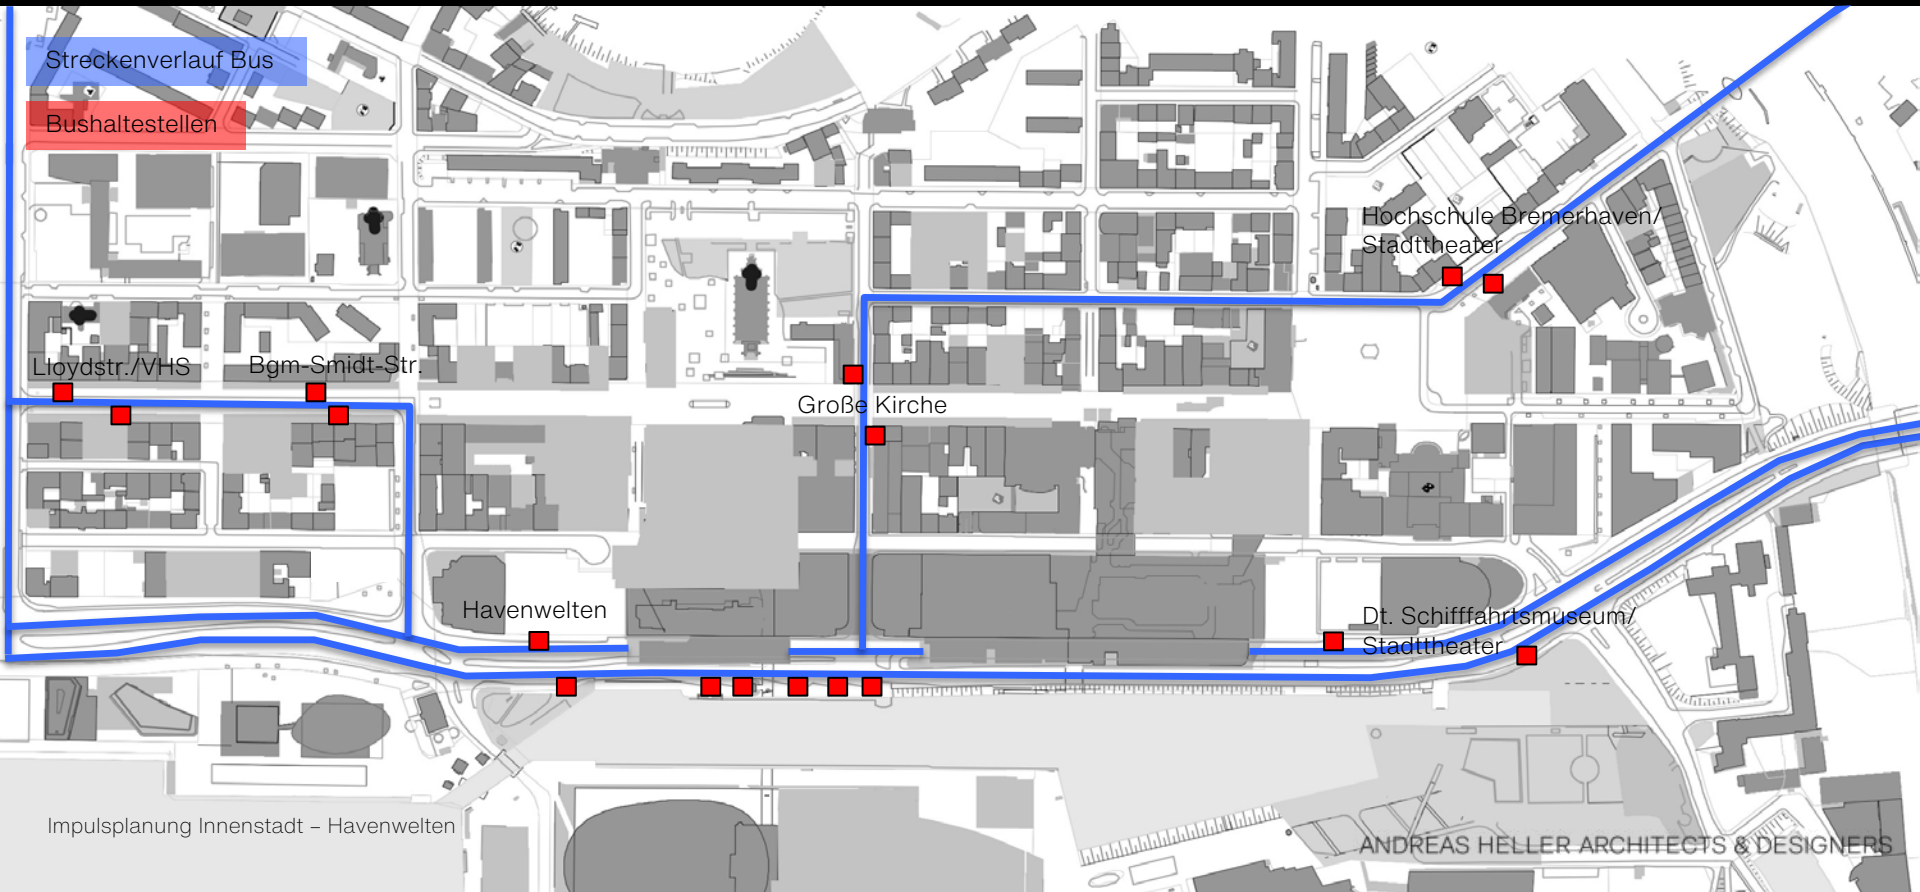 Streckenverlauf Bus
Bushaltestellen
Hochschule Bremerhaven/
Stadttheater
Lloydstr./VHS
Bgm-Smidt-Str.
Große Kirche
Havenwelten
Dt. Schifffahrtsmuseum/
Stadttheater
Impulsplanung Innenstadt – Havenwelten
ANDREAS HELLER ARCHITECTS & DESIGNERS